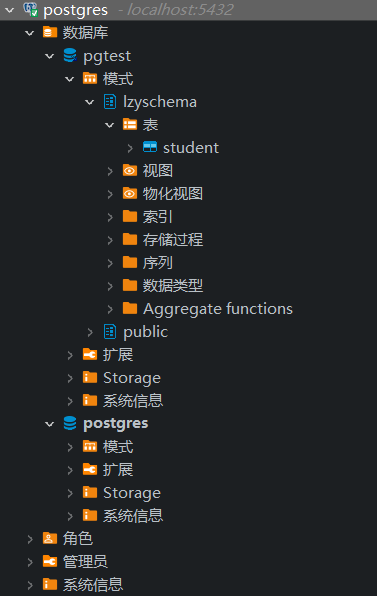 postgres - localhost:5432
数据库
pgtest
模式
lzyschema
表
student
视图
物化视图
索引
存储过程
序列
数据类型
Aggregate functions
public
扩展
Storage
系统信息
postgres
模式
扩展
Storage
系统信息
角色
管理员
系统信息